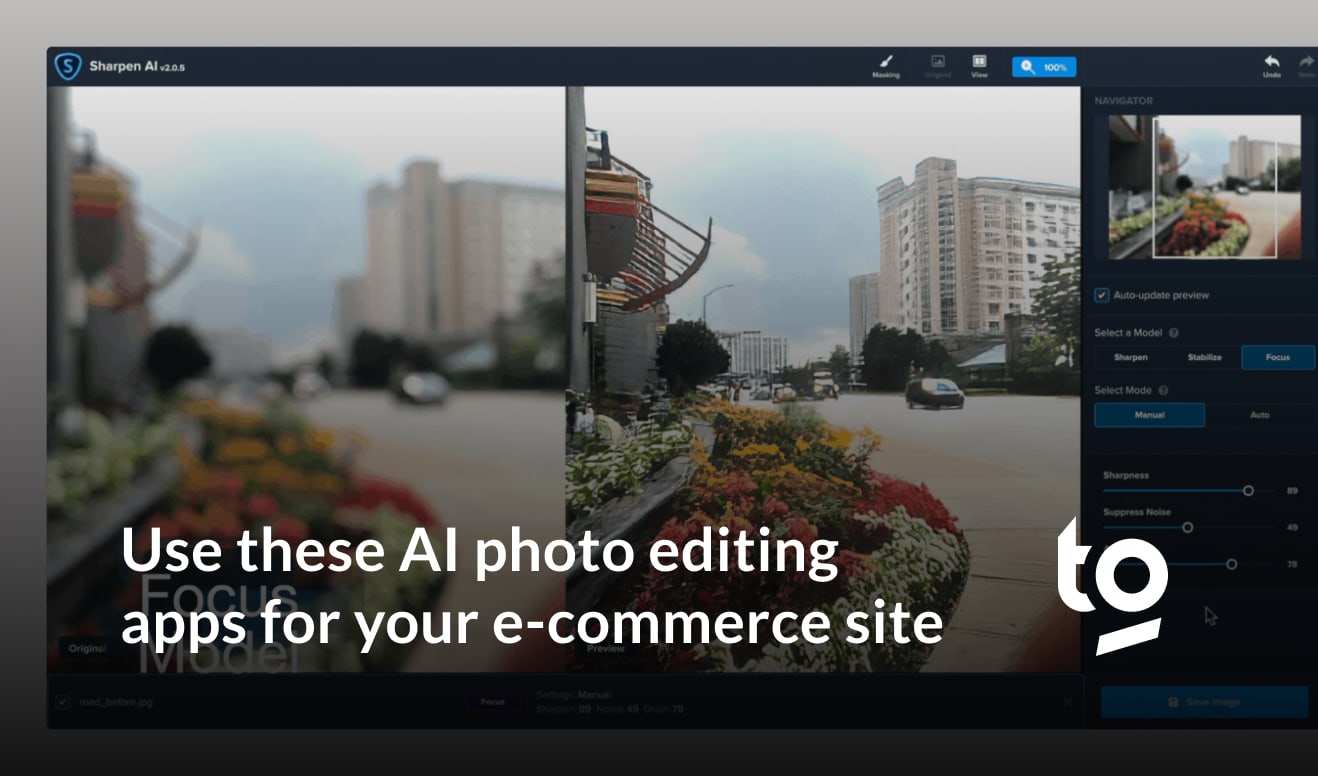 Sharpen AI v2.0.5
Masking
Original
View
100%
Undo
Redo
NAVIGATOR
Auto-update preview
Select a Model
Sharpen Stabilize Focus
Select Mode
Manual Auto
Sharpness
89
Suppress Noise
49
78
Use these AI photo editing
apps for your e-commerce site
to
Focus
Model
Original
Preview
road_before.jpg
Focus
Settings: Manual
Sharpen: 89 Noise: 49 Grain: 78
Save Image